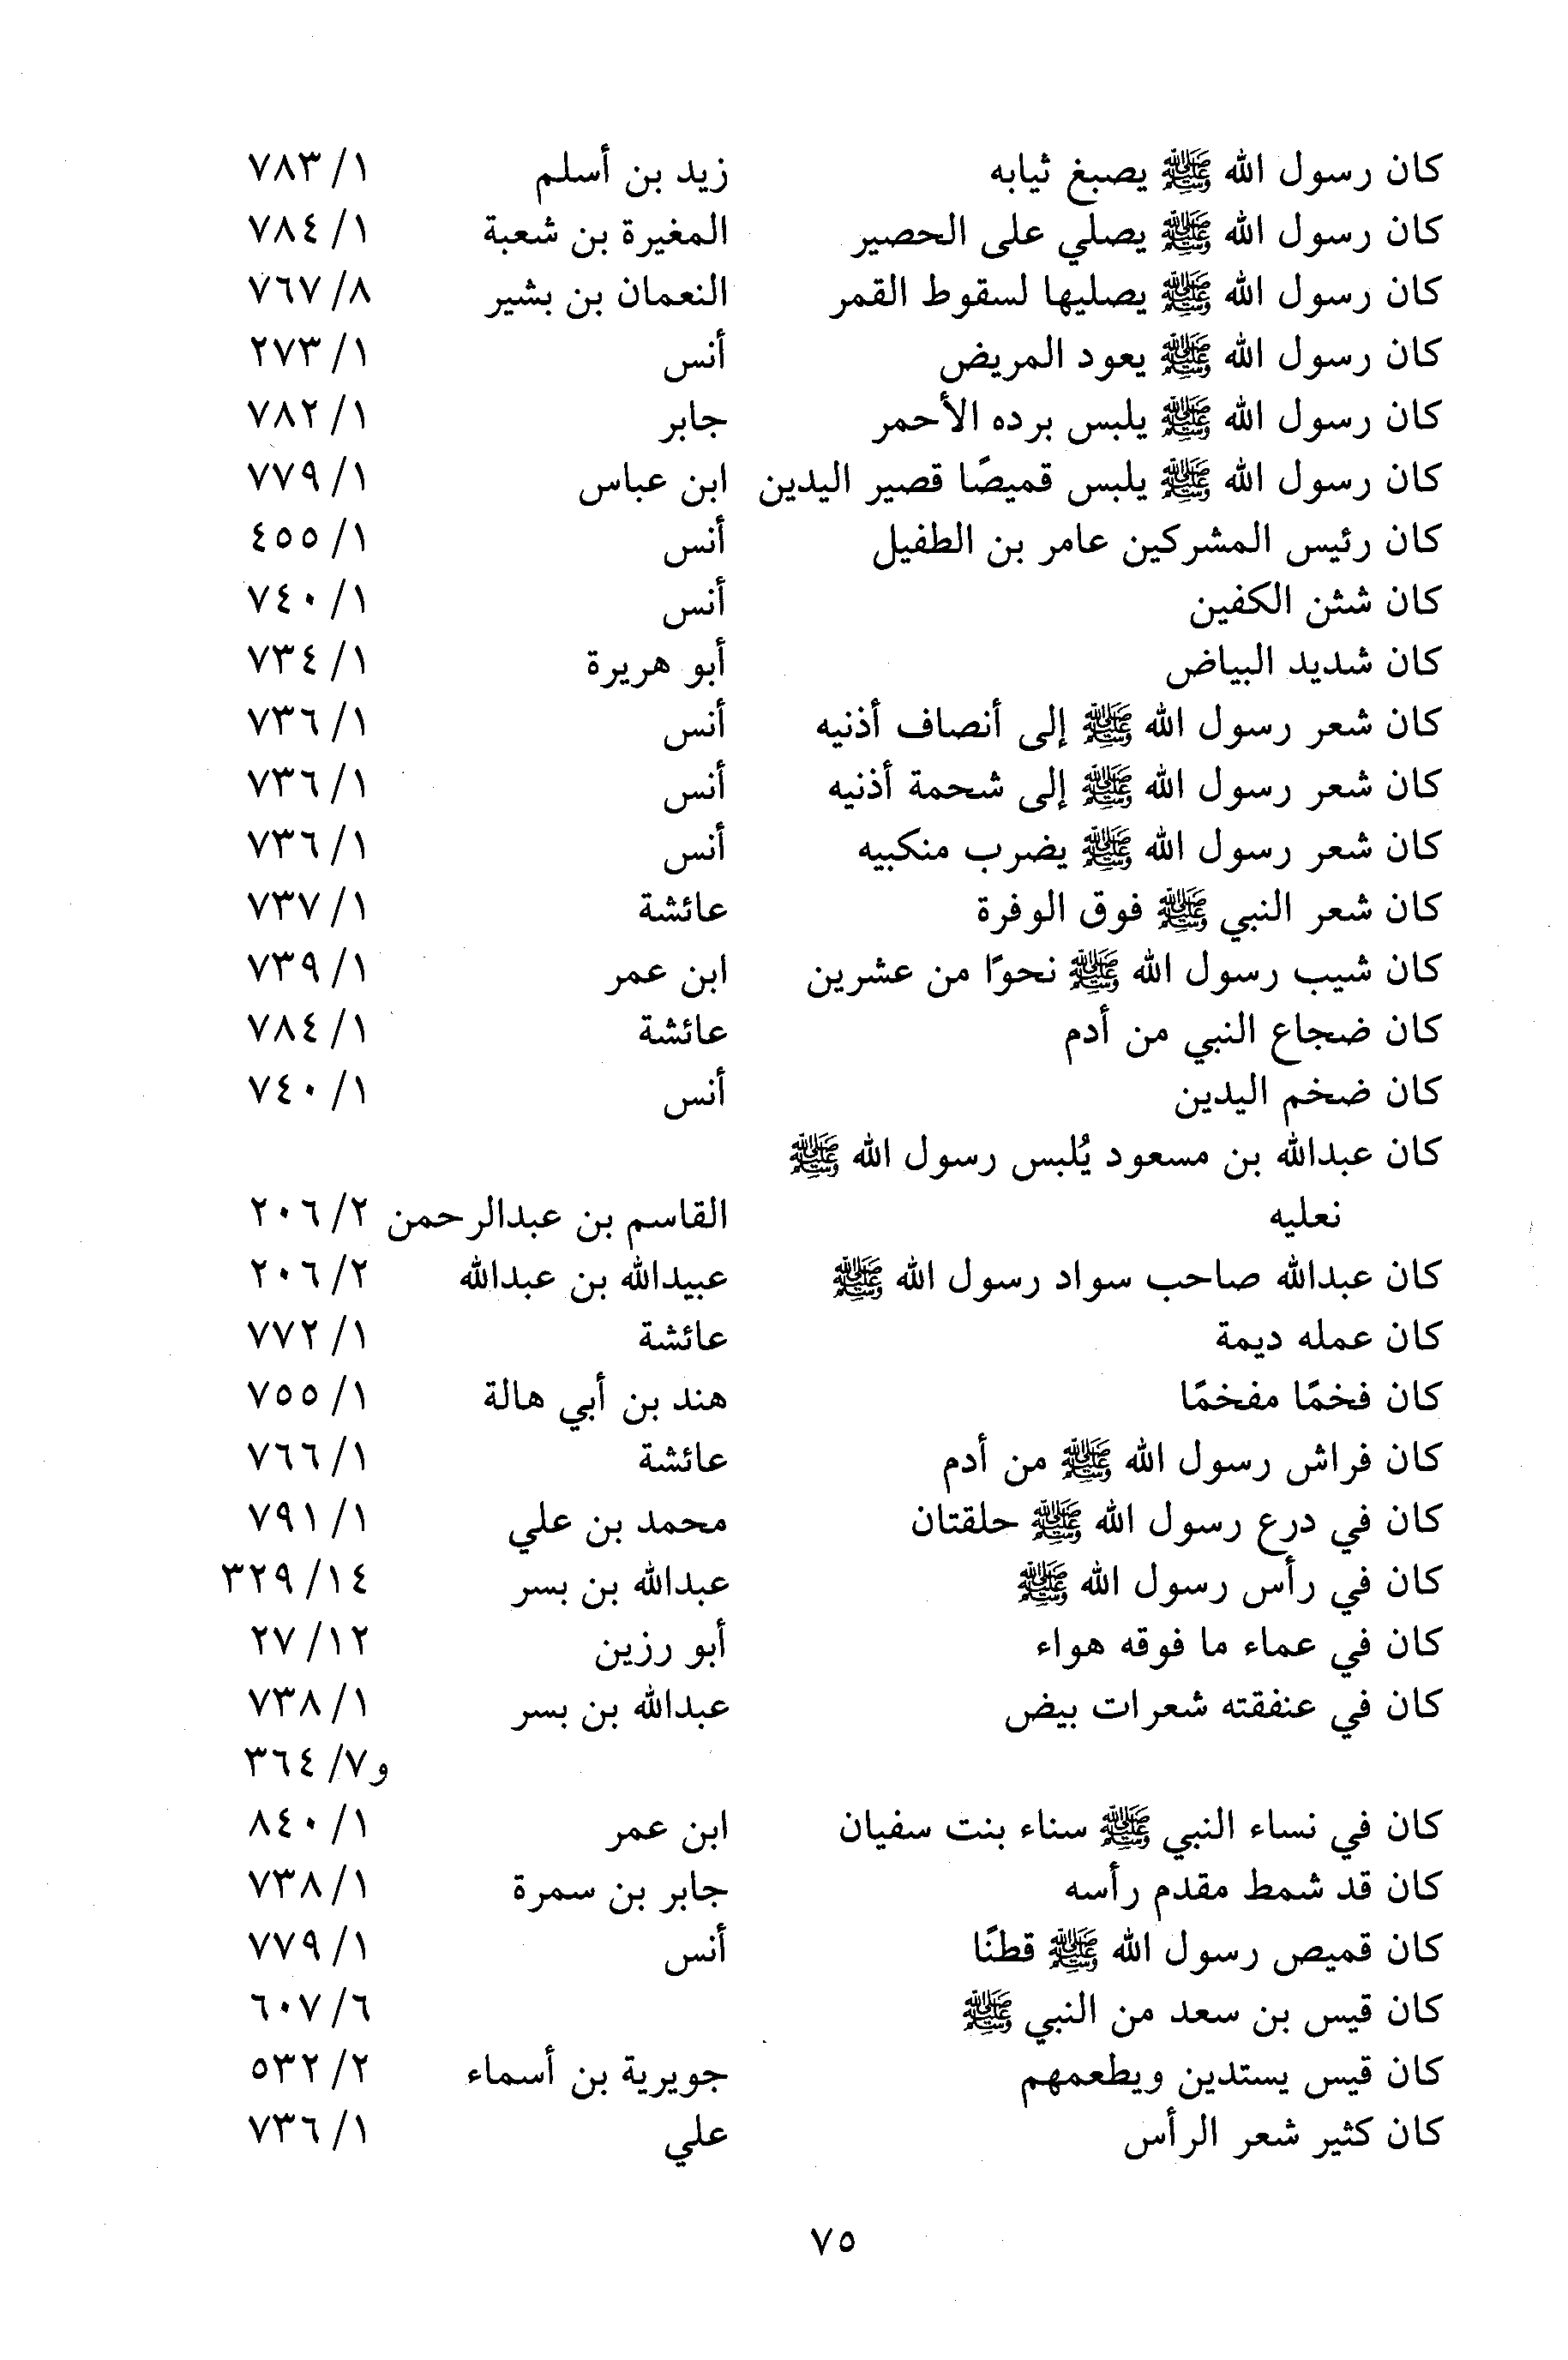 كان رسول الله ﷺ يصبغ ثيابه زيد بن أسلم ١/ ٧٨٣
كان رسول الله ﷺ يصلي على الحصير المغيرة بن شعبة ١/ ٧٨٤
كان رسول الله ﷺ يصليها لسقوط القمر النعمان بن بشير ٨/ ٧٦٧
كان رسول الله ﷺ يعود المريض أنس ١/ ٢٧٣
كان رسول الله ﷺ يلبس برده الأحمر جابر ١/ ٧٨٢
كان رسول الله ﷺ يلبس قميصًا قصير اليدين ابن عباس ١/ ٧٧٩
كان رئيس المشركين عامر بن الطفيل أنس ١/ ٤٥٥
كان شثن الكفين أنس ١/ ٧٤٠
كان شديد البياض أبو هريرة ١/ ٧٣٤
كان شعر رسول الله ﷺ إلى أنصاف أذنيه أنس ١/ ٧٣٦
كان شعر رسول الله ﷺ إلى شحمة أذنيه أنس ١/ ٧٣٦
كان شعر رسول الله ﷺ يضرب منكبيه أنس ١/ ٧٣٦
كان شعر النبي ﷺ فوق الوفرة عائشة ١/ ٧٣٧
كان شيب رسول الله ﷺ نحوًا من عشرين ابن عمر ١/ ٧٣٩
كان ضجاع النبي من أدم عائشة ١/ ٧٨٤
كان ضخم اليدين أنس ١/ ٧٤٠
كان عبدالله بن مسعود يُلبس رسول الله ﷺ
نعليه القاسم بن عبدالرحمن ٢/ ٢٠٦
كان عبدالله صاحب سواد رسول الله ﷺ عبيدالله بن عبدالله ٢/ ٢٠٦
كان عمله ديمة عائشة ١/ ٧٧٢
كان فخمًا مفخمًا هند بن أبي هالة ١/ ٧٥٥
كان فراش رسول الله ﷺ من أدم عائشة ١/ ٧٦٦
كان في درع رسول الله ﷺ حلقتان محمد بن علي ١/ ٧٩١
كان في رأس رسول الله ﷺ عبدالله بن بسر ١٤/ ٣٢٩
كان في عماء ما فوقه هواء أبو رزين ١٢/ ٢٧
كان في عنفقته شعرات بيض عبدالله بن بسر ١/ ٧٣٨
و٧/ ٣٦٤
كان في نساء النبي ﷺ سناء بنت سفيان ابن عمر ١/ ٨٤٠
كان قد شمط مقدم رأسه جابر بن سمرة ١/ ٧٣٨
كان قميص رسول الله ﷺ قطنًا أنس ١/ ٧٧٩
كان قيس بن سعد من النبي ﷺ ٦/ ٦٠٧
كان قيس يستدين ويطعمهم جويرية بن أسماء ٢/ ٥٣٢
كان كثير شعر الرأس علي ١/ ٧٣٦
٧٥